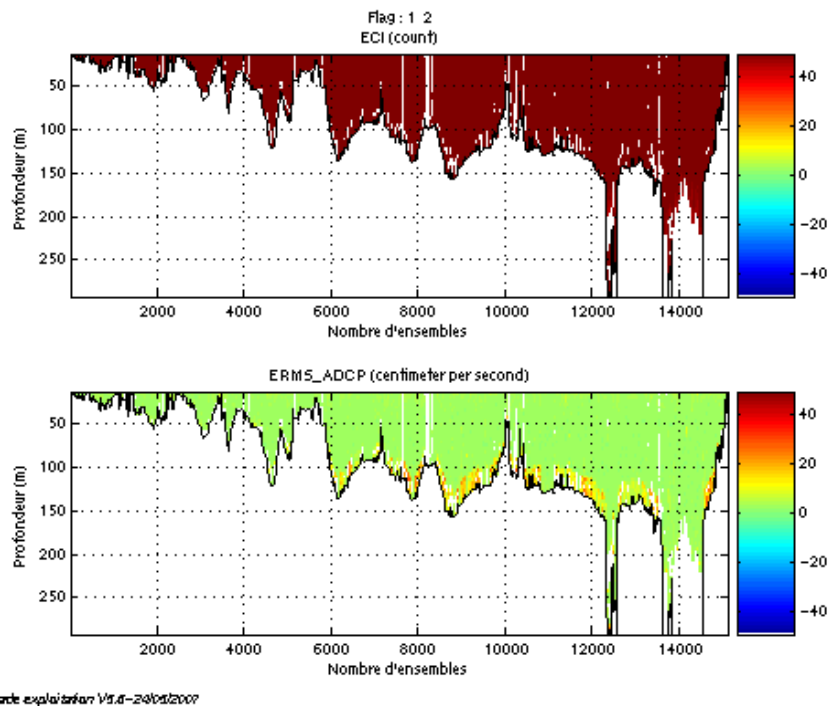 Flag : 1 2
ECI (count)
50
100
150
200
250
Profondeur (m)
2000 4000 6000 8000 10000 12000 14000
Nombre d'ensembles
40
20
0
−20
−40
ERMS_ADCP (centimeter per second)
50
100
150
200
250
Profondeur (m)
2000 4000 6000 8000 10000 12000 14000
Nombre d'ensembles
40
20
0
−20
−40
exploitation